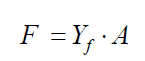 F = Y_f · A